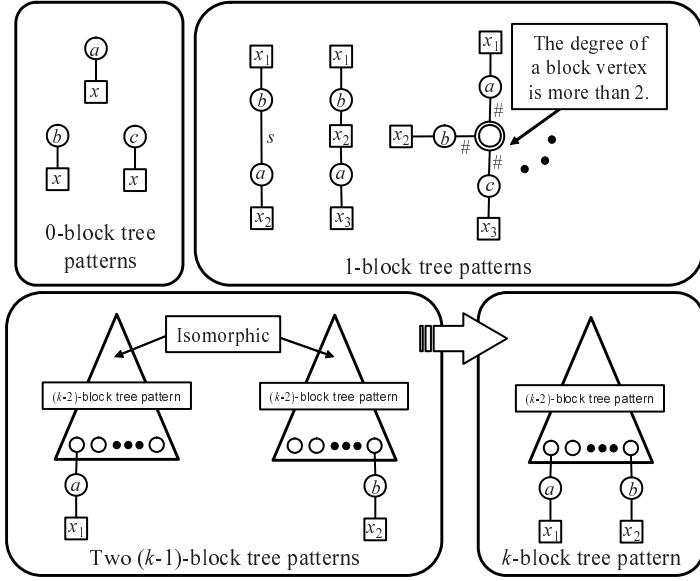 a
x
b
c
x
x
0-block tree
patterns
x1
b
s
a
x2
x1
b
x2
a
x3
x1
a
#
x2
b
#
#
c
x3
The degree of
a block vertex
is more than 2.
1-block tree patterns
Isomorphic
(k-2)-block tree pattern
(k-2)-block tree pattern
a
x1
b
x2
Two (k-1)-block tree patterns
(k-2)-block tree pattern
a
b
x1
x2
k-block tree pattern